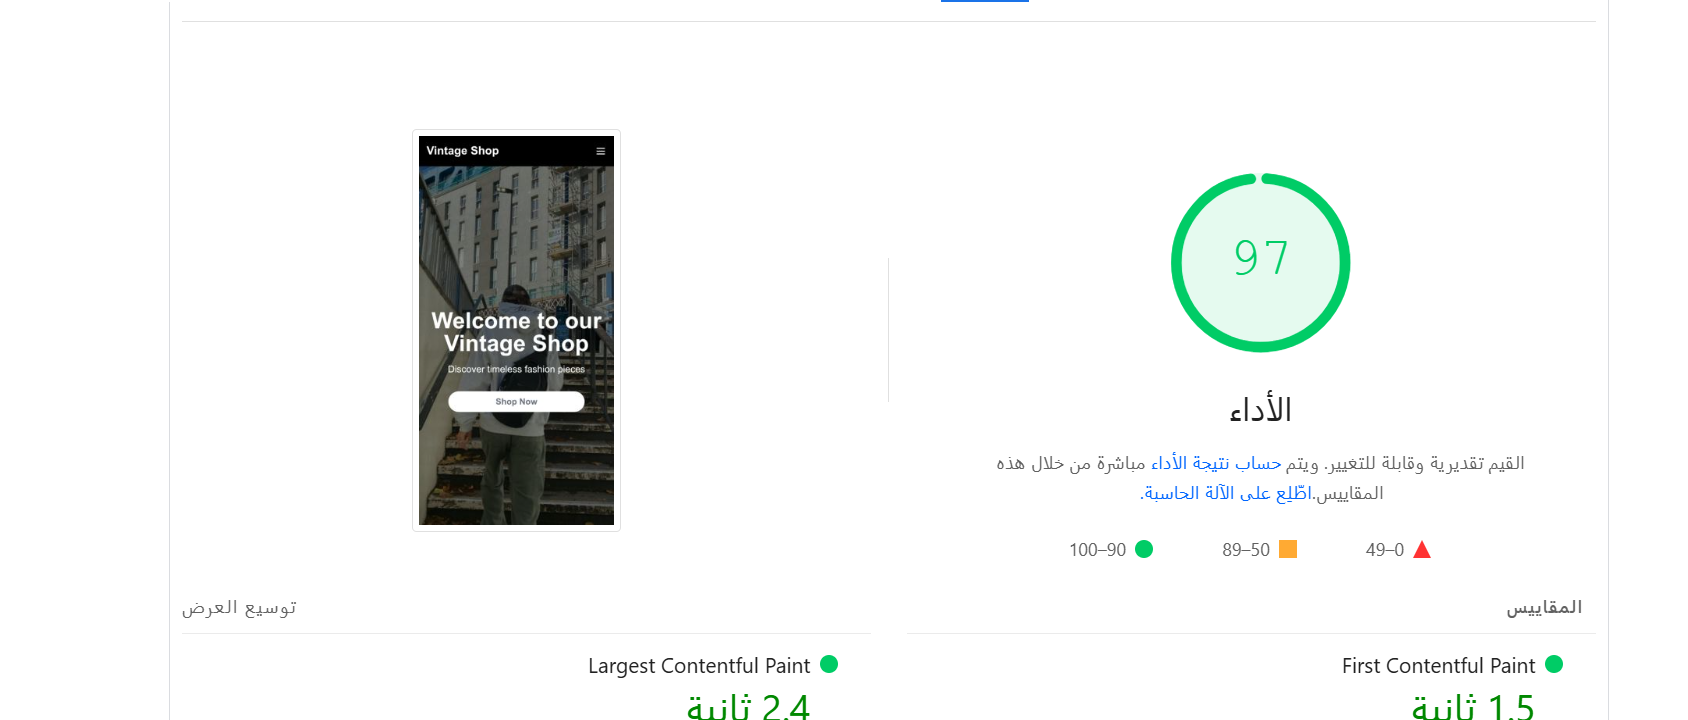 Vintage Shop
Welcome to our
Vintage Shop
Discover timeless fashion pieces
Shop Now
97
الأداء
القيم تقديرية وقابلة للتغيير. ويتم حساب نتيجة الأداء مباشرة من خلال هذه
المقاييس.اطّلِع على الآلة الحاسبة.
0–49
50–89
90–100
المقاييس
توسيع العرض
First Contentful Paint
1.5 ثانية
Largest Contentful Paint
2.4 ثانية